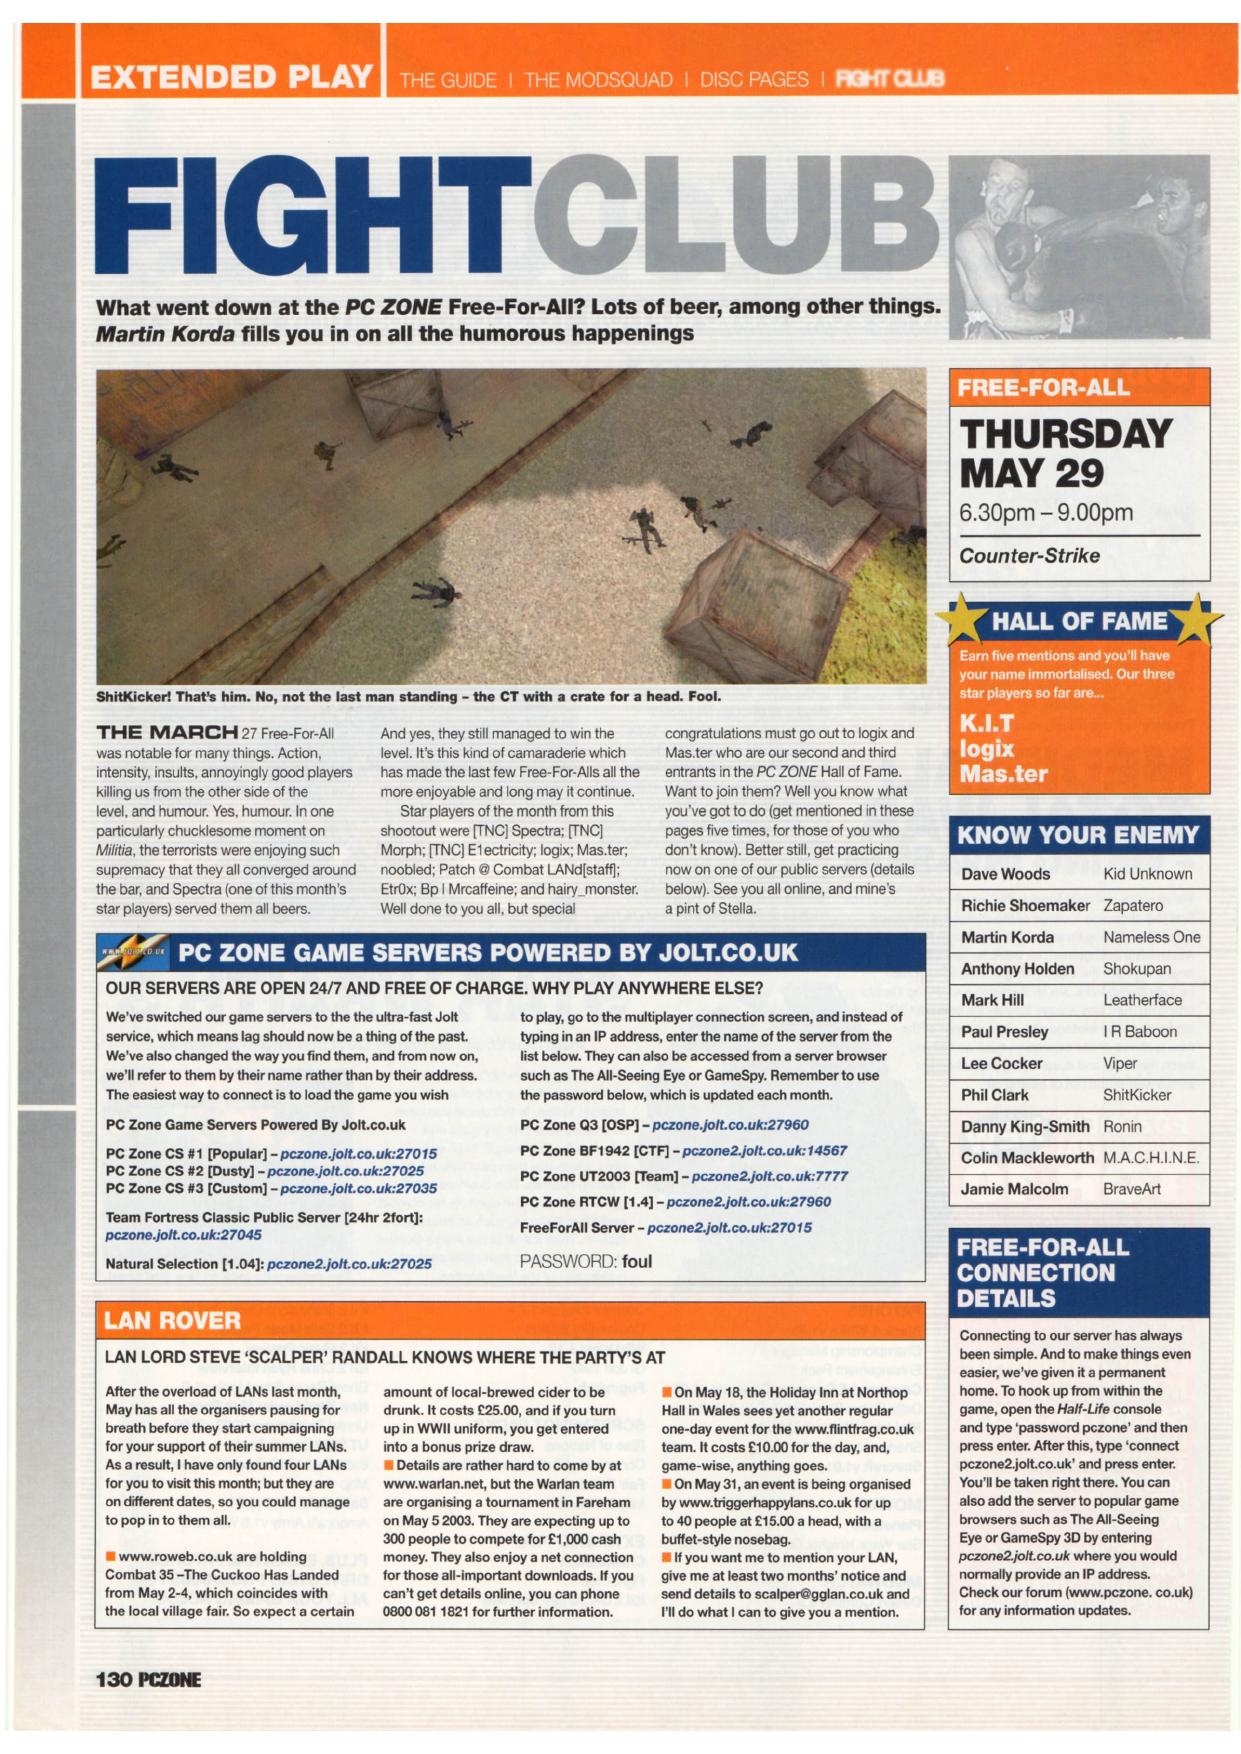 EXTENDED PLAY
THE GUIDE | THE MODSQUAD | DISC PAGES | FIGHT CLUB
FIGHTCLUB
What went down at the PC ZONE Free-For-All? Lots of beer, among other things.
Martin Korda fills you in on all the humorous happenings
ShitKicker! That's him. No, not the last man standing – the CT with a crate for a head. Fool.
THE MARCH 27 Free-For-All
was notable for many things. Action,
intensity, insults, annoyingly good players
killing us from the other side of the
level, and humour. Yes, humour. In one
particularly chucklesome moment on
Militia, the terrorists were enjoying such
supremacy that they all converged around
the bar, and Spectra (one of this month's
star players) served them all beers.
And yes, they still managed to win the
level. It's this kind of camaraderie which
has made the last few Free-For-Alls all the
more enjoyable and long may it continue.
Star players of the month from this
shootout were [TNC] Spectra; [TNC]
Morph; [TNC] E1ectricity; logix; Mas.ter;
noobled; Patch @ Combat LANd[staff];
Etr0x; Bp | Mrcaffeine; and hairy_monster.
Well done to you all, but special
congratulations must go out to logix and
Mas.ter who are our second and third
entrants in the PC ZONE Hall of Fame.
Want to join them? Well you know what
you've got to do (get mentioned in these
pages five times, for those of you who
don't know). Better still, get practicing
now on one of our public servers (details
below). See you all online, and mine's
a pint of Stella.
WWW.JOLT.CO.UK
PC ZONE GAME SERVERS POWERED BY JOLT.CO.UK
OUR SERVERS ARE OPEN 24/7 AND FREE OF CHARGE. WHY PLAY ANYWHERE ELSE?
We've switched our game servers to the the ultra-fast Jolt
service, which means lag should now be a thing of the past.
We've also changed the way you find them, and from now on,
we'll refer to them by their name rather than by their address.
The easiest way to connect is to load the game you wish
to play, go to the multiplayer connection screen, and instead of
typing in an IP address, enter the name of the server from the
list below. They can also be accessed from a server browser
such as The All-Seeing Eye or GameSpy. Remember to use
the password below, which is updated each month.
PC Zone Game Servers Powered By Jolt.co.uk
PC Zone CS #1 [Popular] – pczone.jolt.co.uk:27015
PC Zone CS #2 [Dusty] – pczone.jolt.co.uk:27025
PC Zone CS #3 [Custom] – pczone.jolt.co.uk:27035
Team Fortress Classic Public Server [24hr 2fort]:
pczone.jolt.co.uk:27045
Natural Selection [1.04]: pczone2.jolt.co.uk:27025
PC Zone Q3 [OSP] – pczone.jolt.co.uk:27960
PC Zone BF1942 [CTF] – pczone2.jolt.co.uk:14567
PC Zone UT2003 [Team] – pczone2.jolt.co.uk:7777
PC Zone RTCW [1.4] – pczone2.jolt.co.uk:27960
FreeForAll Server – pczone2.jolt.co.uk:27015
PASSWORD: foul
LAN ROVER
LAN LORD STEVE 'SCALPER' RANDALL KNOWS WHERE THE PARTY'S AT
After the overload of LANs last month,
May has all the organisers pausing for
breath before they start campaigning
for your support of their summer LANs.
As a result, I have only found four LANs
for you to visit this month; but they are
on different dates, so you could manage
to pop in to them all.
■ www.roweb.co.uk are holding
Combat 35 –The Cuckoo Has Landed
from May 2-4, which coincides with
the local village fair. So expect a certain
amount of local-brewed cider to be
drunk. It costs £25.00, and if you turn
up in WWII uniform, you get entered
into a bonus prize draw.
■ Details are rather hard to come by at
www.warlan.net, but the Warlan team
are organising a tournament in Fareham
on May 5 2003. They are expecting up to
300 people to compete for £1,000 cash
money. They also enjoy a net connection
for those all-important downloads. If you
can't get details online, you can phone
0800 081 1821 for further information.
■ On May 18, the Holiday Inn at Northop
Hall in Wales sees yet another regular
one-day event for the www.flintfrag.co.uk
team. It costs £10.00 for the day, and,
game-wise, anything goes.
■ On May 31, an event is being organised
by www.triggerhappylans.co.uk for up
to 40 people at £15.00 a head, with a
buffet-style nosebag.
■ If you want me to mention your LAN,
give me at least two months' notice and
send details to scalper@gglan.co.uk and
I'll do what I can to give you a mention.
FREE-FOR-ALL
THURSDAY
MAY 29
6.30pm – 9.00pm
Counter-Strike
HALL OF FAME
Earn five mentions and you'll have
your name immortalised. Our three
star players so far are...
K.I.T
logix
Mas.ter
KNOW YOUR ENEMY
Dave Woods Kid Unknown
Richie Shoemaker Zapatero
Martin Korda Nameless One
Anthony Holden Shokupan
Mark Hill Leatherface
Paul Presley I R Baboon
Lee Cocker Viper
Phil Clark ShitKicker
Danny King-Smith Ronin
Colin Mackleworth M.A.C.H.I.N.E.
Jamie Malcolm BraveArt
FREE-FOR-ALL
CONNECTION
DETAILS
Connecting to our server has always
been simple. And to make things even
easier, we've given it a permanent
home. To hook up from within the
game, open the Half-Life console
and type 'password pczone' and then
press enter. After this, type 'connect
pczone2.jolt.co.uk' and press enter.
You'll be taken right there. You can
also add the server to popular game
browsers such as The All-Seeing
Eye or GameSpy 3D by entering
pczone2.jolt.co.uk where you would
normally provide an IP address.
Check our forum (www.pczone. co.uk)
for any information updates.
130 PCZONE